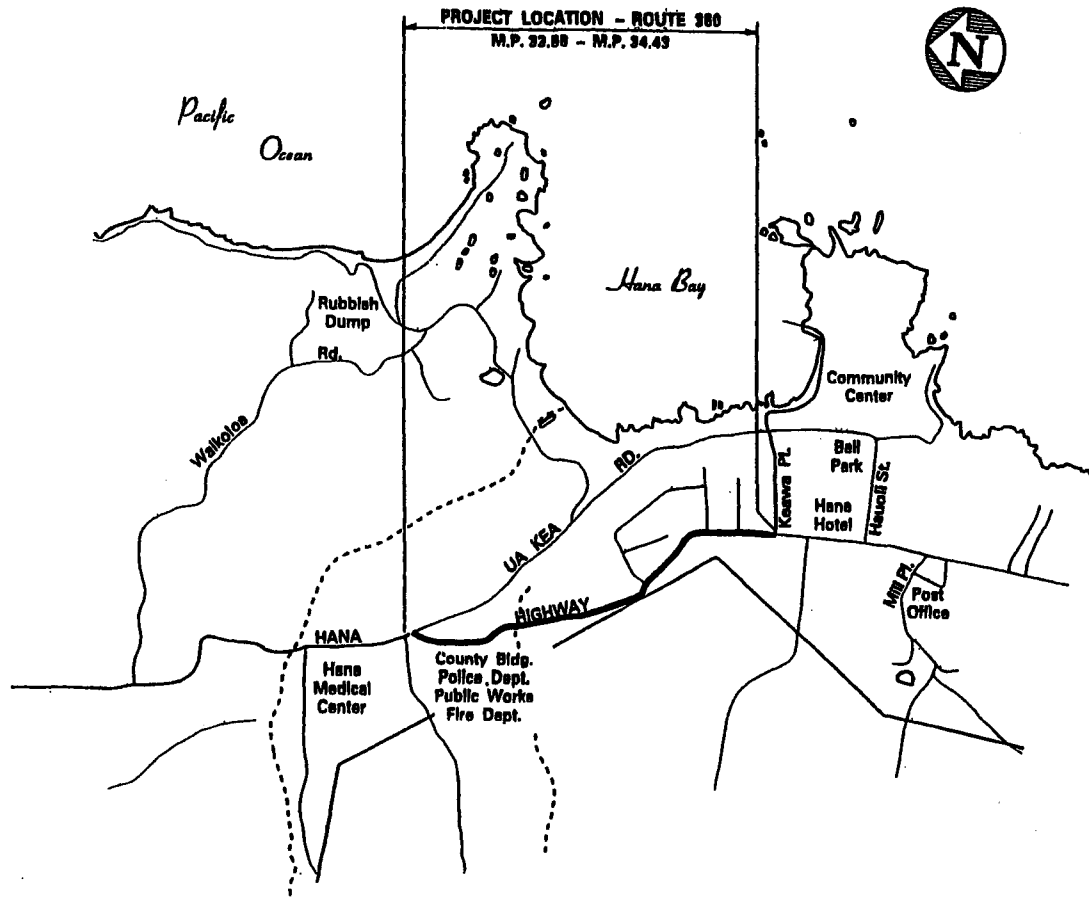 PROJECT LOCATION - ROUTE 360
M.P. 33.88 - M.P. 34.43
N
Pacific
Ocean
Hana Bay
Rubbish
Dump
Rd.
Waikoloa
Community
Center
UA KEA
RD.
Keawa Pl.
Ball
Park
Hauoli St.
Hana
Hotel
Mill Pl.
Post
Office
HANA
HIGHWAY
Hana
Medical
Center
County Bldg.
Police Dept.
Public Works
Fire Dept.